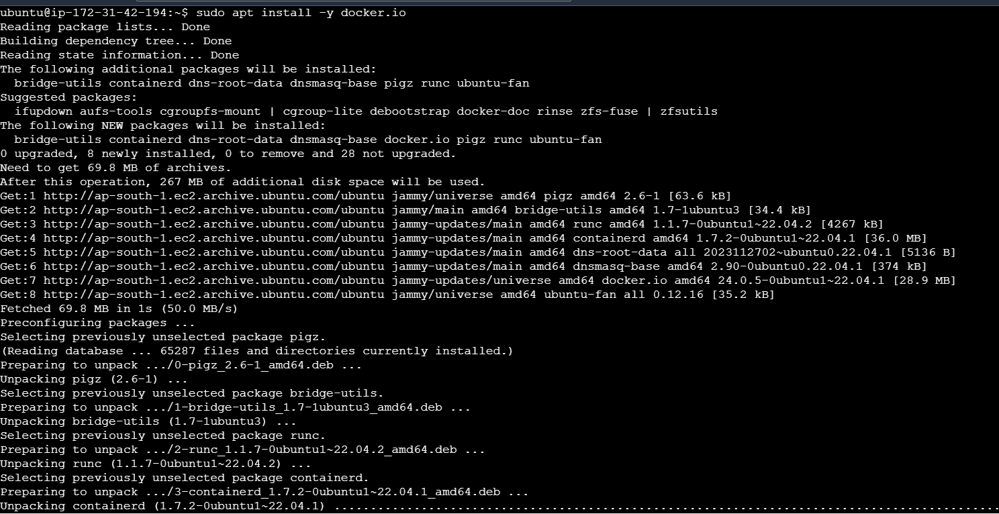 ubuntu@ip-172-31-42-194:~$ sudo apt install -y docker.io
Reading package lists... Done
Building dependency tree... Done
Reading state information... Done
The following additional packages will be installed:
  bridge-utils containerd dns-root-data dnsmasq-base pigz runc ubuntu-fan
Suggested packages:
  ifupdown aufs-tools cgroupfs-mount | cgroup-lite debootstrap docker-doc rinse zfs-fuse | zfsutils
The following NEW packages will be installed:
  bridge-utils containerd dns-root-data dnsmasq-base docker.io pigz runc ubuntu-fan
0 upgraded, 8 newly installed, 0 to remove and 28 not upgraded.
Need to get 69.8 MB of archives.
After this operation, 267 MB of additional disk space will be used.
Get:1 http://ap-south-1.ec2.archive.ubuntu.com/ubuntu jammy/universe amd64 pigz amd64 2.6-1 [63.6 kB]
Get:2 http://ap-south-1.ec2.archive.ubuntu.com/ubuntu jammy/main amd64 bridge-utils amd64 1.7-1ubuntu3 [34.4 kB]
Get:3 http://ap-south-1.ec2.archive.ubuntu.com/ubuntu jammy-updates/main amd64 runc amd64 1.1.7-0ubuntu1~22.04.2 [4267 kB]
Get:4 http://ap-south-1.ec2.archive.ubuntu.com/ubuntu jammy-updates/main amd64 containerd amd64 1.7.2-0ubuntu1~22.04.1 [36.0 MB]
Get:5 http://ap-south-1.ec2.archive.ubuntu.com/ubuntu jammy-updates/main amd64 dns-root-data all 2023112702~ubuntu0.22.04.1 [5136 B]
Get:6 http://ap-south-1.ec2.archive.ubuntu.com/ubuntu jammy-updates/main amd64 dnsmasq-base amd64 2.90-0ubuntu0.22.04.1 [374 kB]
Get:7 http://ap-south-1.ec2.archive.ubuntu.com/ubuntu jammy-updates/universe amd64 docker.io amd64 24.0.5-0ubuntu1~22.04.1 [28.9 MB]
Get:8 http://ap-south-1.ec2.archive.ubuntu.com/ubuntu jammy/universe amd64 ubuntu-fan all 0.12.16 [35.2 kB]
Fetched 69.8 MB in 1s (50.0 MB/s)
Preconfiguring packages ...
Selecting previously unselected package pigz.
(Reading database ... 65287 files and directories currently installed.)
Preparing to unpack .../0-pigz_2.6-1_amd64.deb ...
Unpacking pigz (2.6-1) ...
Selecting previously unselected package bridge-utils.
Preparing to unpack .../1-bridge-utils_1.7-1ubuntu3_amd64.deb ...
Unpacking bridge-utils (1.7-1ubuntu3) ...
Selecting previously unselected package runc.
Preparing to unpack .../2-runc_1.1.7-0ubuntu1~22.04.2_amd64.deb ...
Unpacking runc (1.1.7-0ubuntu1~22.04.2) ...
Selecting previously unselected package containerd.
Preparing to unpack .../3-containerd_1.7.2-0ubuntu1~22.04.1_amd64.deb ...
Unpacking containerd (1.7.2-0ubuntu1~22.04.1) ............................................................................................